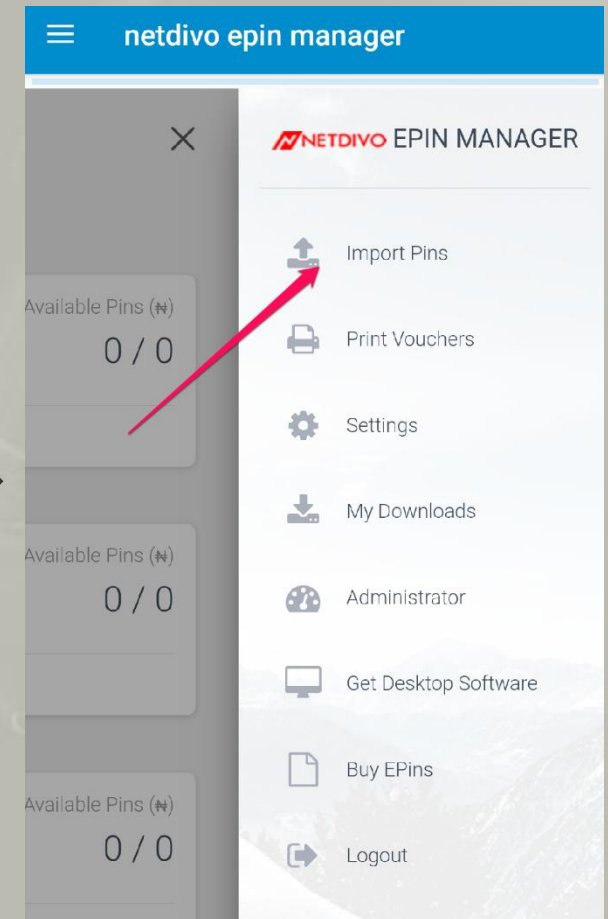 netdivo epin manager
NETDIVO EPIN MANAGER
Import Pins
Available Pins (₦)
0 / 0
Print Vouchers
Settings
My Downloads
Available Pins (₦)
0 / 0
Administrator
Get Desktop Software
Buy EPins
Available Pins (₦)
0 / 0
Logout